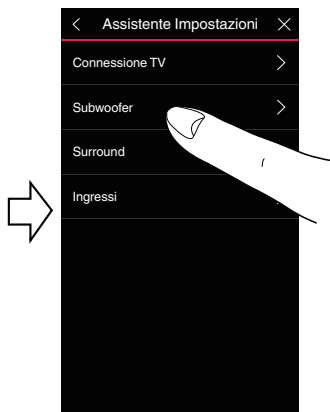 Assistente Impostazioni
Connessione TV
Subwoofer
Surround
Ingressi